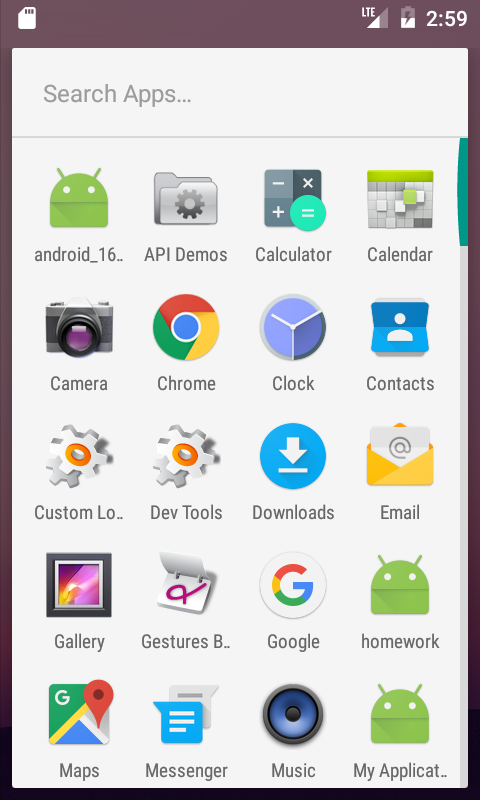 LTE 2:59
Search Apps…
android_16..
API Demos
Calculator
Calendar
Camera
Chrome
Clock
Contacts
Custom Lo..
Dev Tools
Downloads
Email
Gallery
Gestures B..
Google
homework
Maps
Messenger
Music
My Applicat..